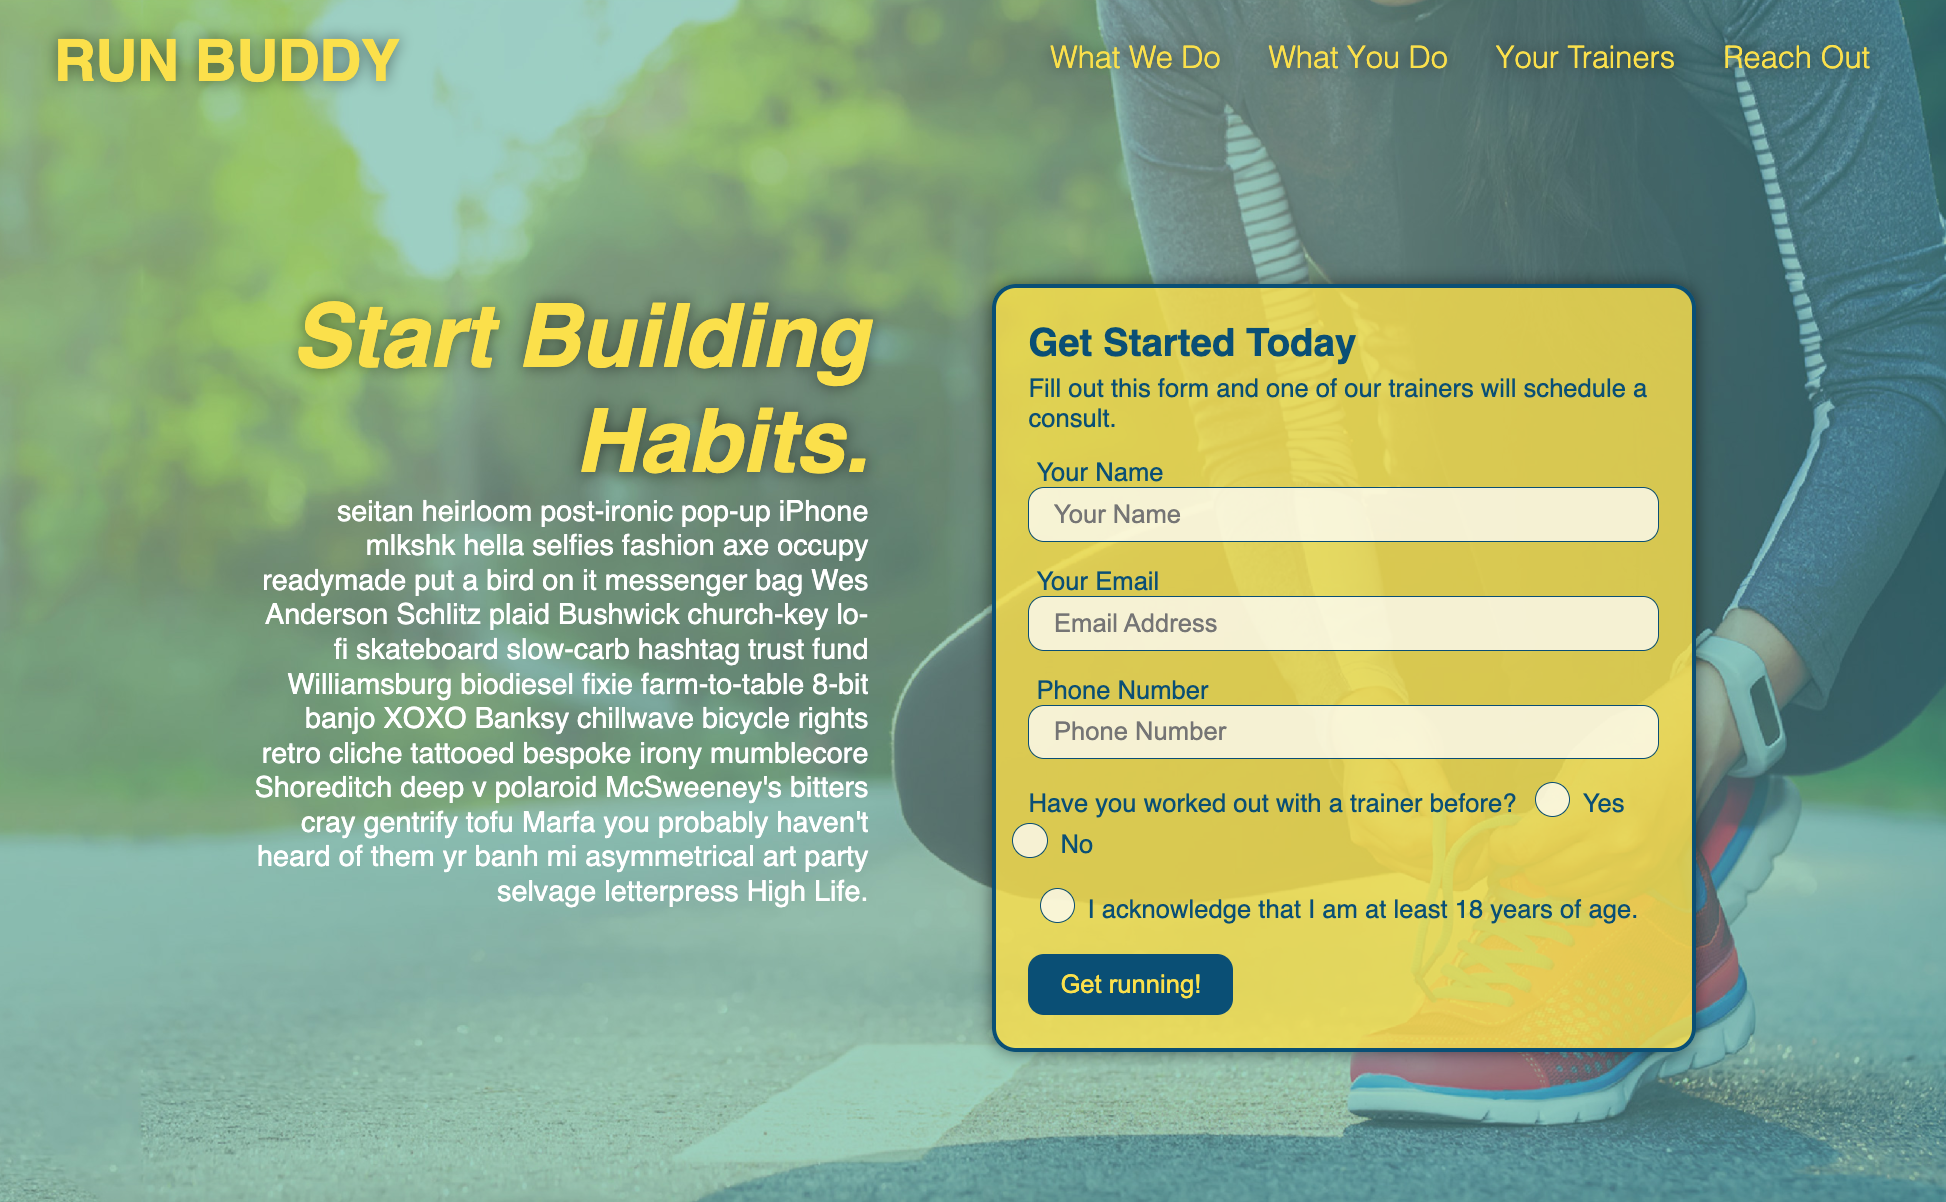 RUN BUDDY
What We Do
What You Do
Your Trainers
Reach Out
Start Building
Habits.
seitan heirloom post-ironic pop-up iPhone
mlkshk hella selfies fashion axe occupy
readymade put a bird on it messenger bag Wes
Anderson Schlitz plaid Bushwick church-key lo-
fi skateboard slow-carb hashtag trust fund
Williamsburg biodiesel fixie farm-to-table 8-bit
banjo XOXO Banksy chillwave bicycle rights
retro cliche tattooed bespoke irony mumblecore
Shoreditch deep v polaroid McSweeney's bitters
cray gentrify tofu Marfa you probably haven't
heard of them yr banh mi asymmetrical art party
selvage letterpress High Life.
Get Started Today
Fill out this form and one of our trainers will schedule a
consult.
Your Name
Your Name
Your Email
Email Address
Phone Number
Phone Number
Have you worked out with a trainer before? Yes
No
I acknowledge that I am at least 18 years of age.
Get running!